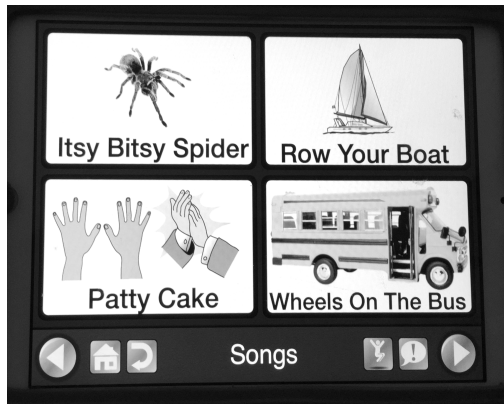 Itsy Bitsy Spider
Row Your Boat
Patty Cake
Wheels On The Bus
Songs